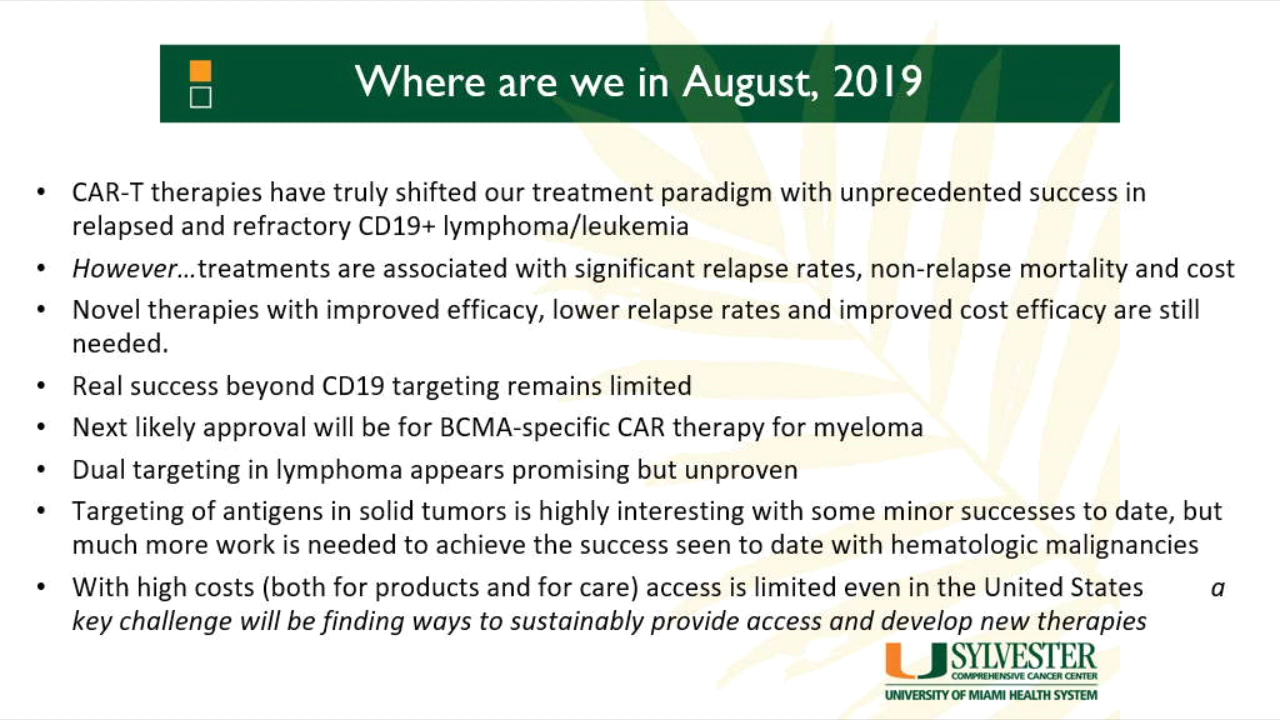 Where are we in August, 2019
• CAR-T therapies have truly shifted our treatment paradigm with unprecedented success in
relapsed and refractory CD19+ lymphoma/leukemia
• However…treatments are associated with significant relapse rates, non-relapse mortality and cost
• Novel therapies with improved efficacy, lower relapse rates and improved cost efficacy are still
needed.
• Real success beyond CD19 targeting remains limited
• Next likely approval will be for BCMA-specific CAR therapy for myeloma
• Dual targeting in lymphoma appears promising but unproven
• Targeting of antigens in solid tumors is highly interesting with some minor successes to date, but
much more work is needed to achieve the success seen to date with hematologic malignancies
• With high costs (both for products and for care) access is limited even in the United States a
key challenge will be finding ways to sustainably provide access and develop new therapies
SYLVESTER
COMPREHENSIVE CANCER CENTER
UNIVERSITY OF MIAMI HEALTH SYSTEM